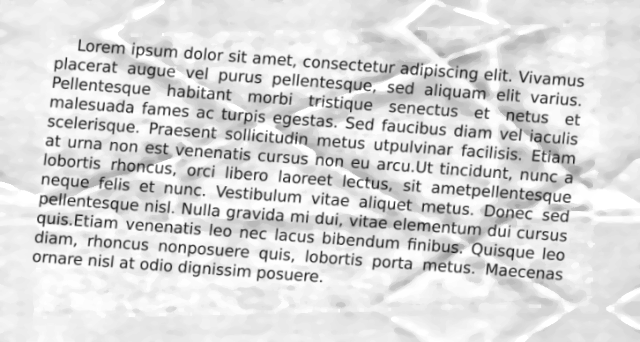 Lorem ipsum dolor sit amet, consectetur adipiscing elit. Vivamus
placerat augue vel purus pellentesque, sed aliquam elit varius.
Pellentesque habitant morbi tristique senectus et netus et
malesuada fames ac turpis egestas. Sed faucibus diam vel iaculis
scelerisque. Praesent sollicitudin metus utpulvinar facilisis. Etiam
at urna non est venenatis cursus non eu arcu.Ut tincidunt, nunc a
lobortis rhoncus, orci libero laoreet lectus, sit ametpellentesque
neque felis et nunc. Vestibulum vitae aliquet metus. Donec sed
pellentesque nisl. Nulla gravida mi dui, vitae elementum dui cursus
quis.Etiam venenatis leo nec lacus bibendum finibus. Quisque leo
diam, rhoncus nonposuere quis, lobortis porta metus. Maecenas
ornare nisl at odio dignissim posuere.